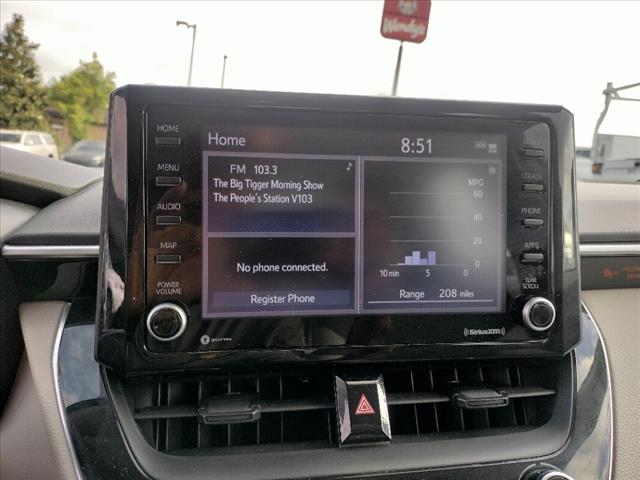 Wendy's
HOME
MENU
AUDIO
MAP
POWER
VOLUME
Home
8:51
FM 103.3
The Big Tigger Morning Show
The People's Station V103
No phone connected.
Register Phone
MPG
60
40
20
0
10 min 5 0
Range 208 miles
SEEK
TRACK
PHONE
APPS
TUNE
SCROLL
SiriusXM